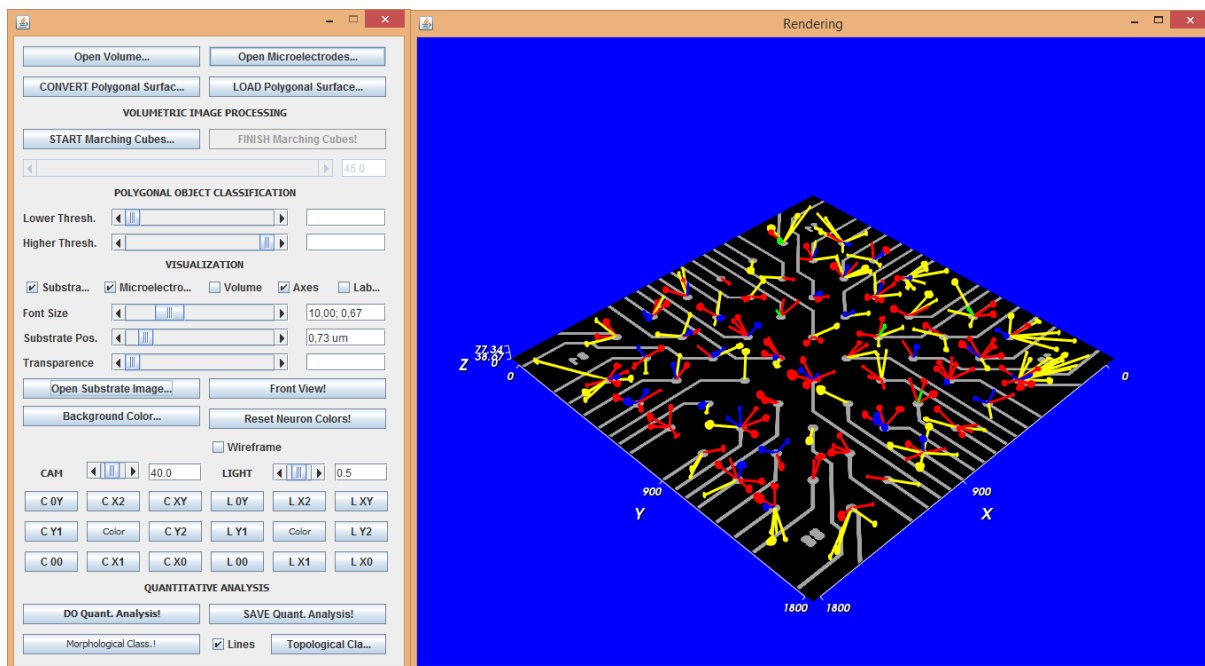 Open Volume... Open Microelectrodes...
CONVERT Polygonal Surfac... LOAD Polygonal Surface...
VOLUMETRIC IMAGE PROCESSING
START Marching Cubes... FINISH Marching Cubes!
46.0
POLYGONAL OBJECT CLASSIFICATION
Lower Thresh.
Higher Thresh.
VISUALIZATION
Substra... Microelectro... Volume Axes Lab...
Font Size 10,00; 0,67
Substrate Pos. 0,73 um
Transparence
Open Substrate Image... Front View!
Background Color... Reset Neuron Colors!
Wireframe
CAM 40.0 LIGHT 0.5
C 0Y C X2 C XY L 0Y L X2 L XY
C Y1 Color C Y2 L Y1 Color L Y2
C 00 C X1 C X0 L 00 L X1 L X0
QUANTITATIVE ANALYSIS
DO Quant. Analysis! SAVE Quant. Analysis!
Morphological Class.! Lines Topological Cla...
Rendering
77.34
Z 0
0 0
900 900
Y X
1800 1800